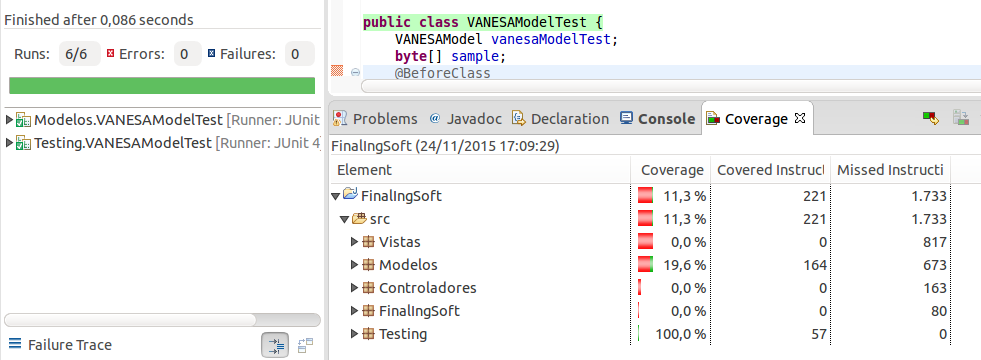 Finished after 0,086 seconds
Runs: 6/6 Errors: 0 Failures: 0
Modelos.VANESAModelTest [Runner: JUnit
Testing.VANESAModelTest [Runner: JUnit 4]
Failure Trace
public class VANESAModelTest {
VANESAModel vanesaModelTest;
byte[] sample;
@BeforeClass
Problems @ Javadoc Declaration Console Coverage
FinalIngSoft (24/11/2015 17:09:29)
Element Coverage Covered Instructi Missed Instructi
FinalIngSoft 11,3 % 221 1.733
src 11,3 % 221 1.733
Vistas 0,0 % 0 817
Modelos 19,6 % 164 673
Controladores 0,0 % 0 163
FinalIngSoft 0,0 % 0 80
Testing 100,0 % 57 0